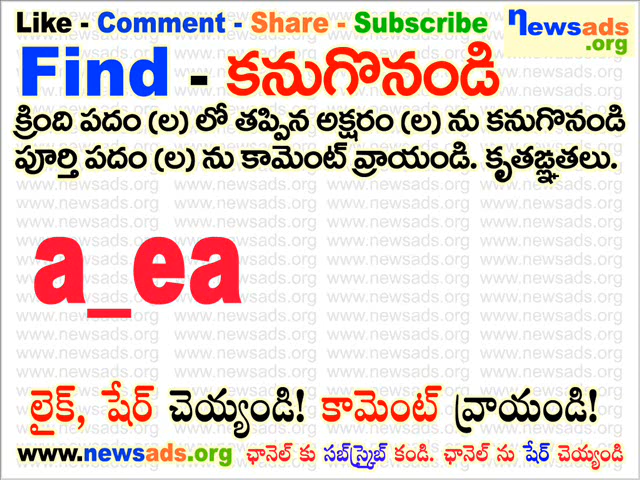 Like - Comment - Share - Subscribe
newsads
.org
Find - కనుగొనండి
క్రింది పదం (ల) లో తప్పిన అక్షరం (ల) ను కనుగొనండి
పూర్తి పదం (ల) ను కామెంట్ వ్రాయండి. కృతఙ్ఞతలు.
a_ea
లైక్, షేర్ చెయ్యండి! కామెంట్ వ్రాయండి!
www.newsads.org ఛానెల్ కు సబ్‌స్క్రైబ్ కండి. ఛానెల్ ను షేర్ చెయ్యండి